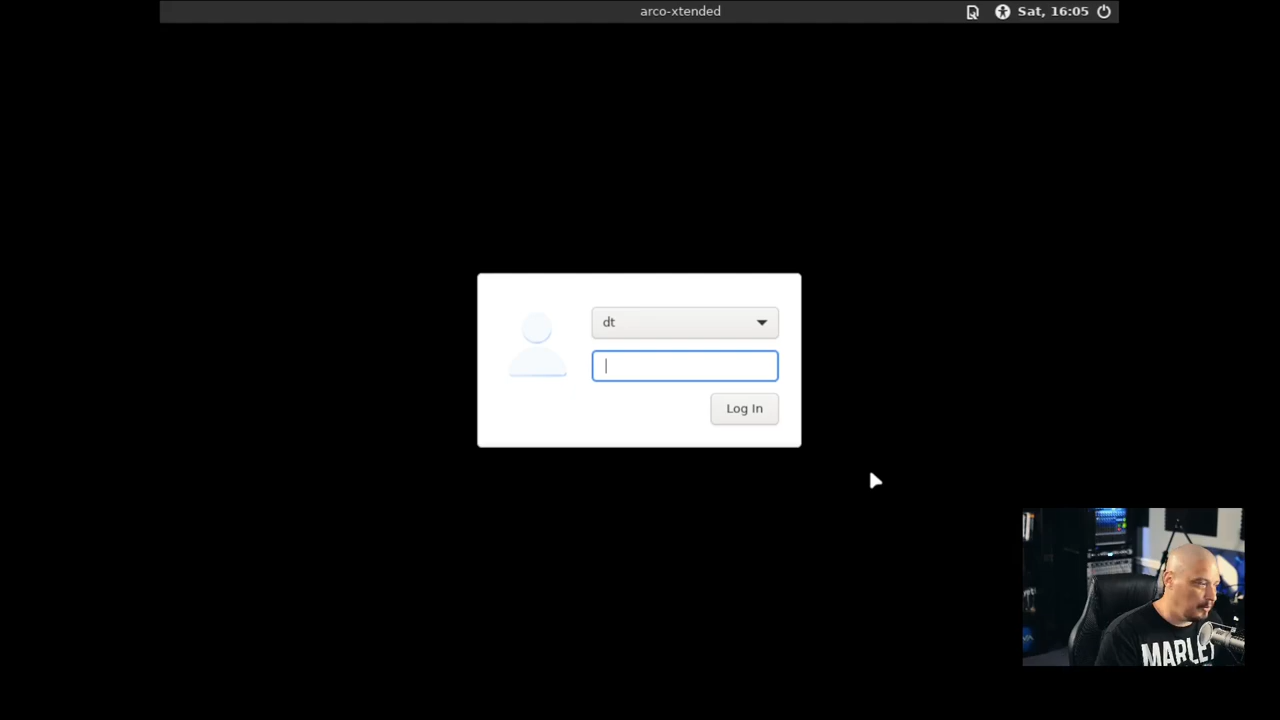 arco-xtended
Sat, 16:05
dt
Log In
MARLEY